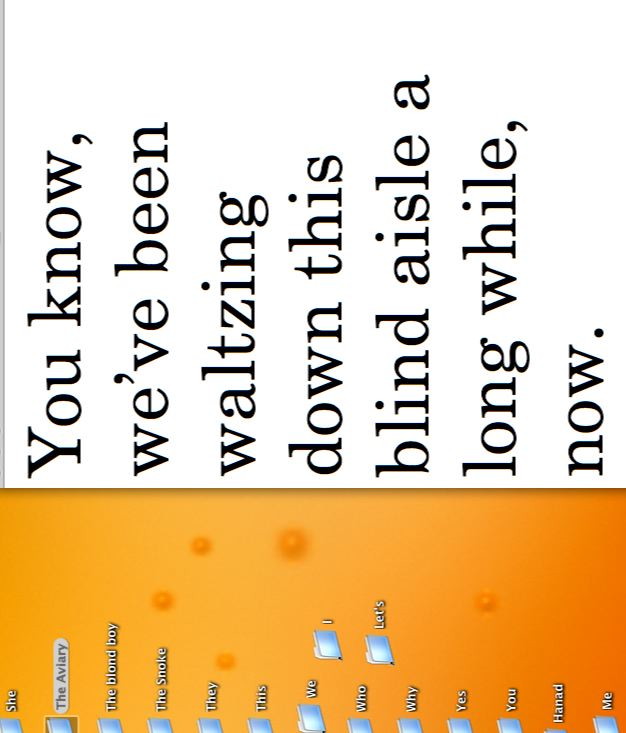 You know,
we've been
waltzing
down this
blind aisle a
long while,
now.
She
The Aviary
The blond boy
The Snoke
They
This
We
I
Who
Let's
Why
Yes
You
Hanad
Me